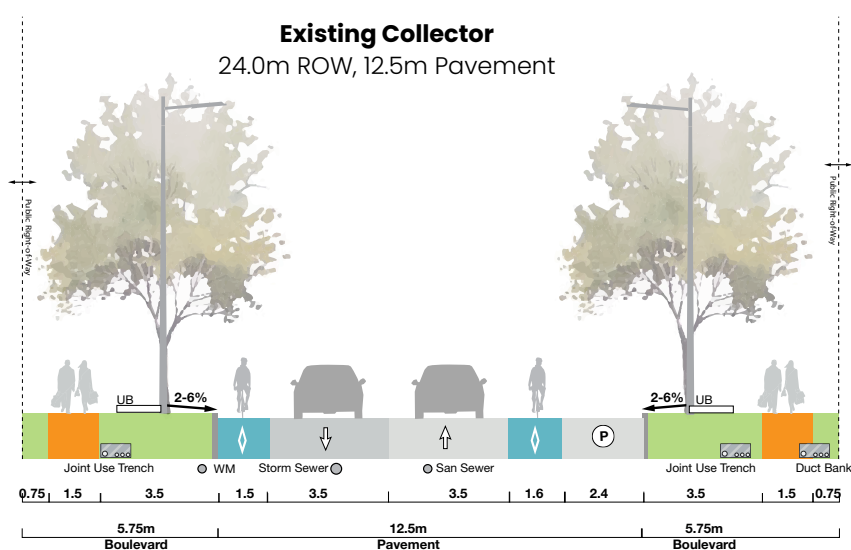 Existing Collector
24.0m ROW, 12.5m Pavement
Public Right-of-Way
Public Right-of-Way
UB
2-6%
2-6%
UB
P
Joint Use Trench
WM
Storm Sewer
San Sewer
Joint Use Trench
Duct Bank
0.75 1.5 3.5 1.5 3.5 3.5 1.6 2.4 3.5 1.5 0.75
5.75m 12.5m 5.75m
Boulevard Pavement Boulevard